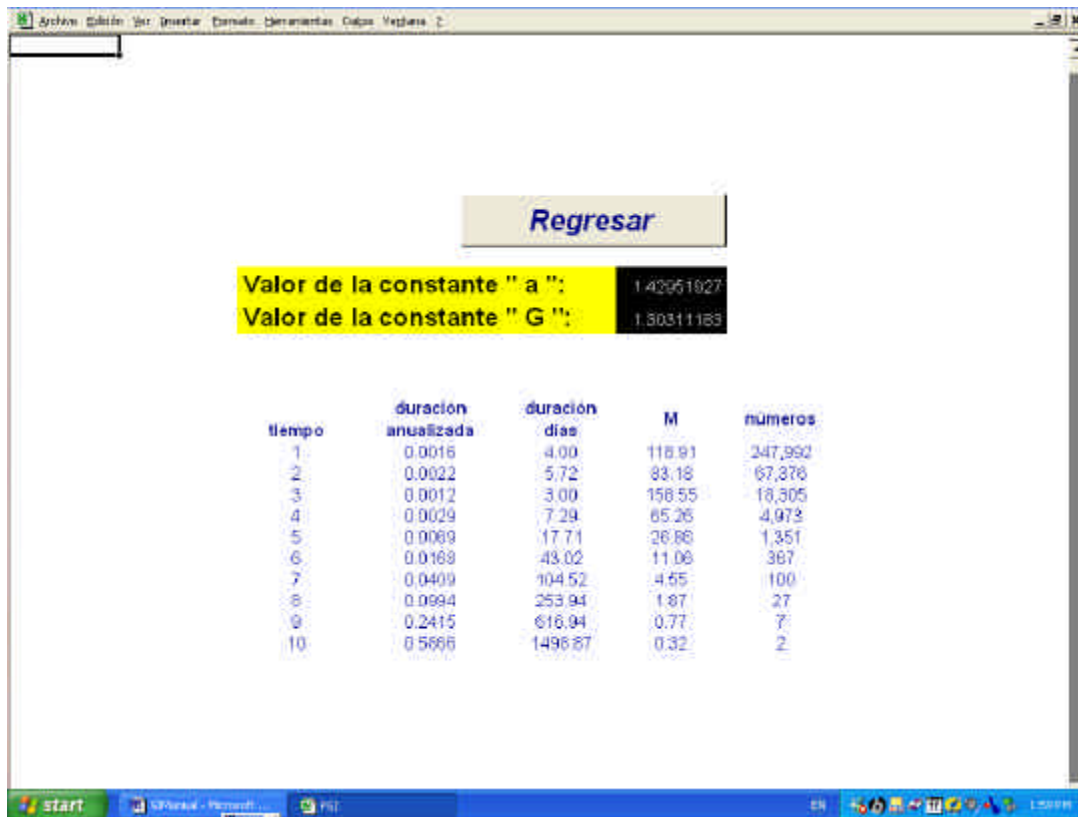 Archivo Edición Ver Insertar Formato Herramientas Datos Ventana ?
Regresar
Valor de la constante " a ": 1.42951827
Valor de la constante " G ": 1.30311183
tiempo duración anualizada duración días M números
1 0.0016 4.00 118.91 247,992
2 0.0022 5.72 83.18 67,376
3 0.0012 3.00 158.55 18,305
4 0.0029 7.29 65.26 4,973
5 0.0069 17.71 26.86 1,351
6 0.0168 43.02 11.06 367
7 0.0409 104.52 4.55 100
8 0.0994 253.94 1.87 27
9 0.2415 616.94 0.77 7
10 0.5866 1498.87 0.32 2
start Microsoft ... EN 1:59 PM